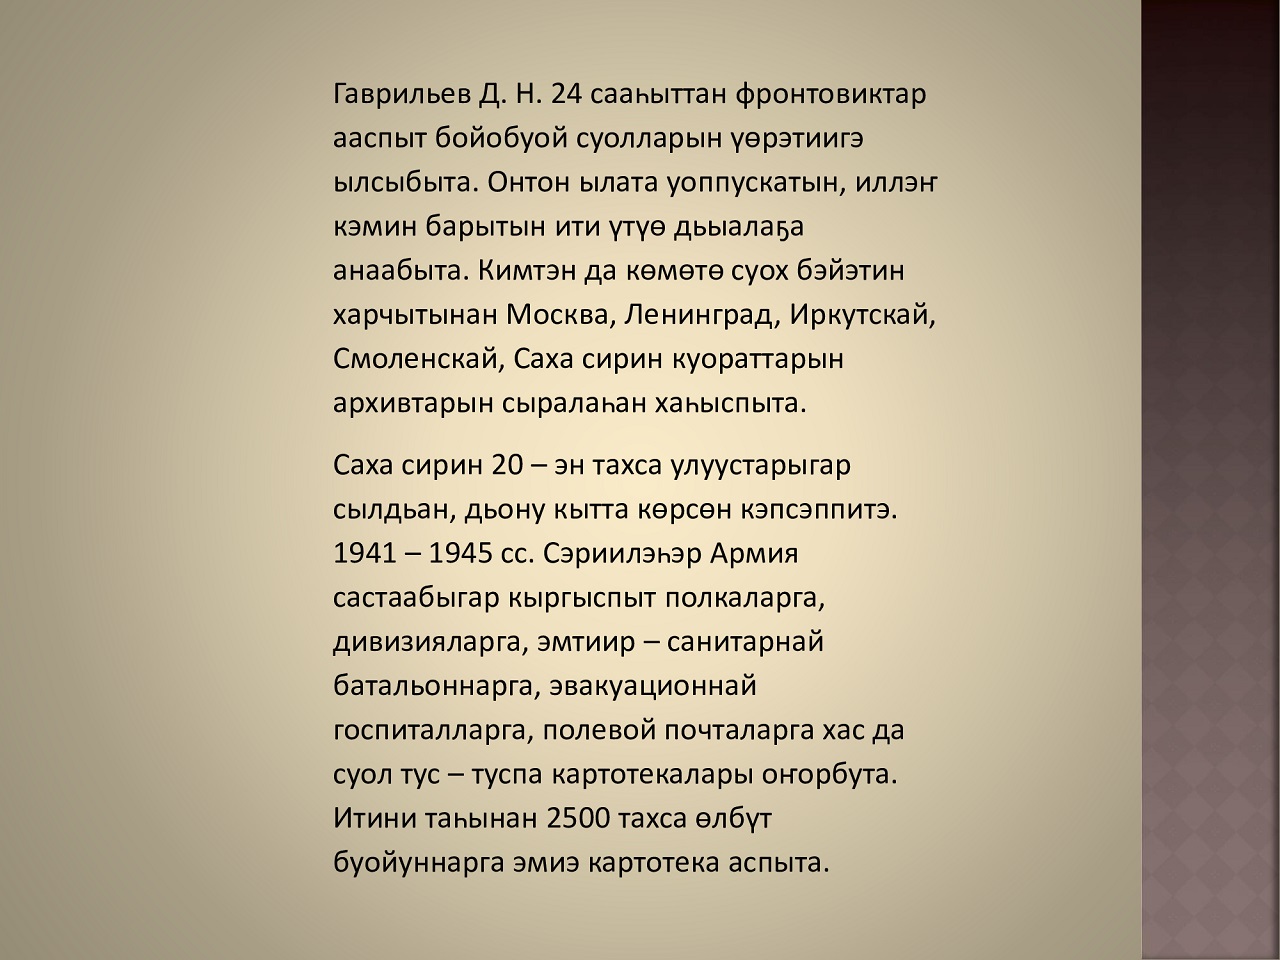 Гаврильев Д. Н. 24 сааһыттан фронтовиктар
ааспыт бойобуой суолларын үөрэтиигэ
ылсыбыта. Онтон ылата уоппускатын, иллэҥ
кэмин барытын ити үтүө дьыалаҕа
анаабыта. Кимтэн да көмөтө суох бэйэтин
харчытынан Москва, Ленинград, Иркутскай,
Смоленскай, Саха сирин куораттарын
архивтарын сыралаһан хаһыспыта.
Саха сирин 20 – эн тахса улуустарыгар
сылдьан, дьону кытта көрсөн кэпсэппитэ.
1941 – 1945 сс. Сэриилэһэр Армия
састаабыгар кыргыспыт полкаларга,
дивизияларга, эмтиир – санитарнай
батальоннарга, эвакуационнай
госпиталларга, полевой почталарга хас да
суол тус – туспа картотекалары оҥорбута.
Итини таһынан 2500 тахса өлбүт
буойуннарга эмиэ картотека аспыта.